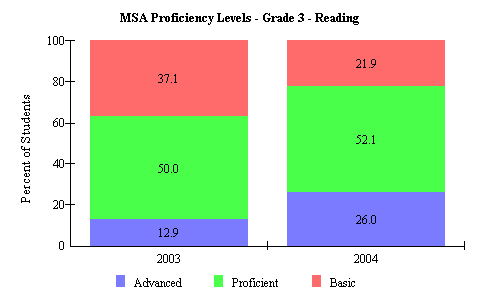 MSA Proficiency Levels - Grade 3 - Reading
Percent of Students
100
80
60
40
20
0
37.1
50.0
12.9
21.9
52.1
26.0
2003
2004
Advanced
Proficient
Basic